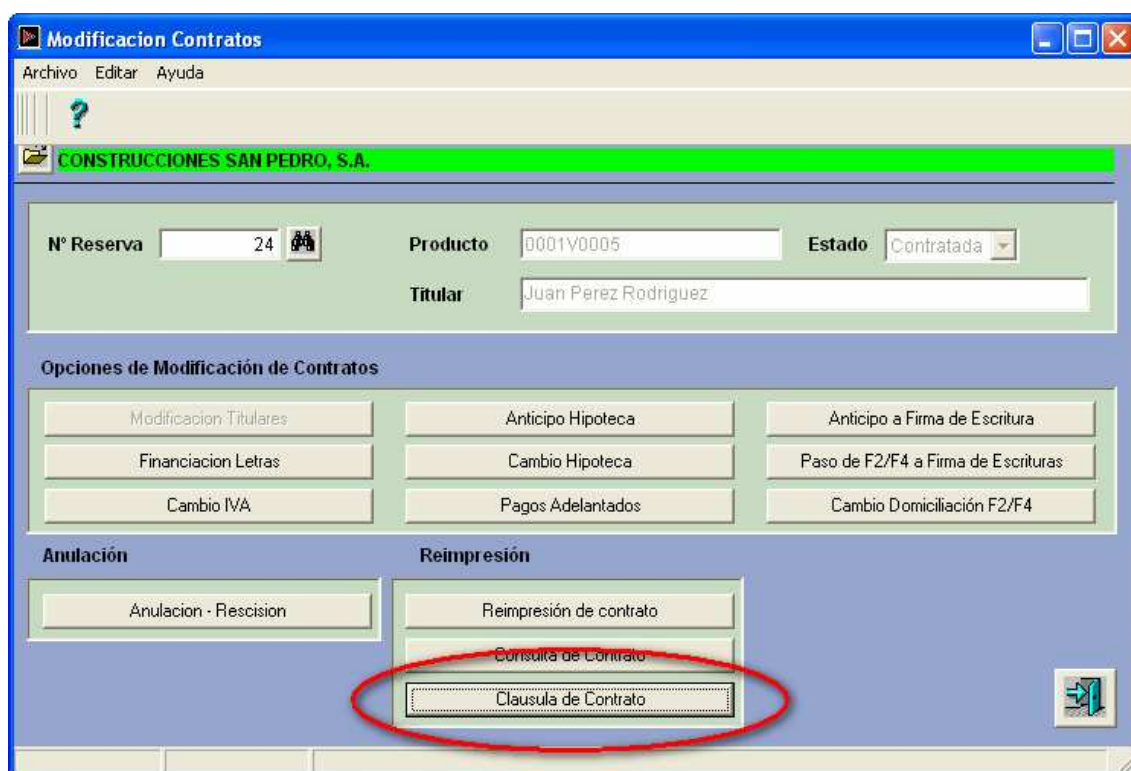 Modificacion Contratos
Archivo Editar Ayuda
?
CONSTRUCCIONES SAN PEDRO, S.A.
Nº Reserva 24 Producto 0001V0005 Estado Contratada
Titular Juan Perez Rodriguez
Opciones de Modificación de Contratos
Modificacion Titulares Anticipo Hipoteca Anticipo a Firma de Escritura
Financiacion Letras Cambio Hipoteca Paso de F2/F4 a Firma de Escrituras
Cambio IVA Pagos Adelantados Cambio Domiciliación F2/F4
Anulación Reimpresión
Anulacion - Rescision Reimpresión de contrato
Consulta de Contrato
Clausula de Contrato